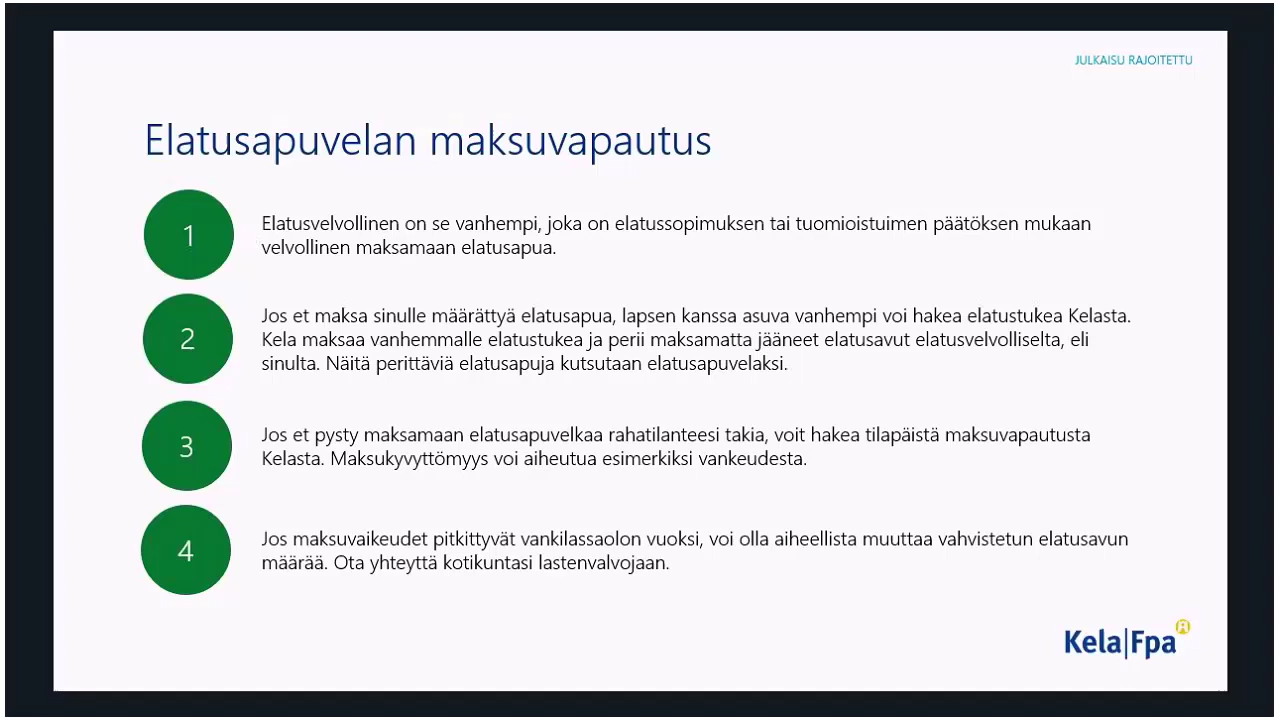 JULKAISU RAJOITETTU
Elatusapuvelan maksuvapautus
1
Elatusvelvollinen on se vanhempi, joka on elatussopimuksen tai tuomioistuimen päätöksen mukaan
velvollinen maksamaan elatusapua.
2
Jos et maksa sinulle määrättyä elatusapua, lapsen kanssa asuva vanhempi voi hakea elatustukea Kelasta.
Kela maksaa vanhemmalle elatustukea ja perii maksamatta jääneet elatusavut elatusvelvolliselta, eli
sinulta. Näitä perittäviä elatusapuja kutsutaan elatusapuvelaksi.
3
Jos et pysty maksamaan elatusapuvelkaa rahatilanteesi takia, voit hakea tilapäistä maksuvapautusta
Kelasta. Maksukyvyttömyys voi aiheutua esimerkiksi vankeudesta.
4
Jos maksuvaikeudet pitkittyvät vankilassaolon vuoksi, voi olla aiheellista muuttaa vahvistetun elatusavun
määrää. Ota yhteyttä kotikuntasi lastenvalvojaan.
Kela|Fpa